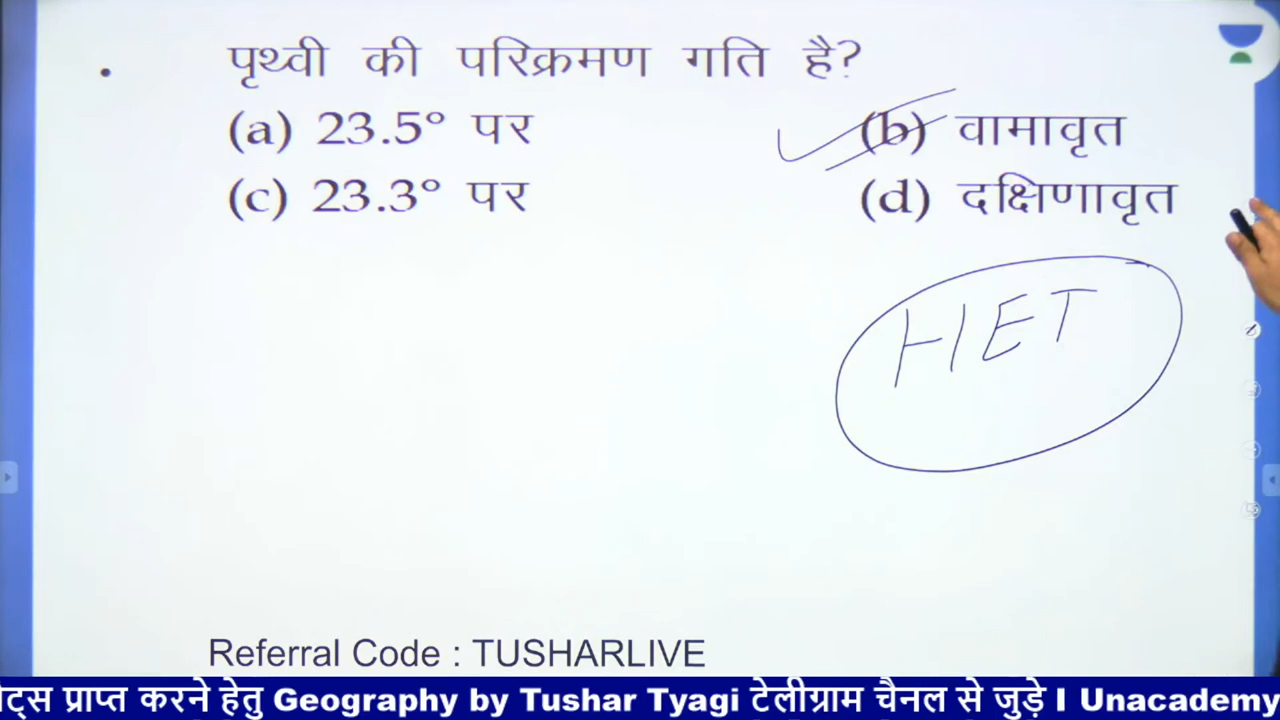 पृथ्वी की परिक्रमण गति है?
(a) 23.5° पर (b) वामावृत
(c) 23.3° पर (d) दक्षिणावृत
HET
Referral Code : TUSHARLIVE
प्राप्त करने हेतु Geography by Tushar Tyagi टेलीग्राम चैनल से जुड़े I Unacademy